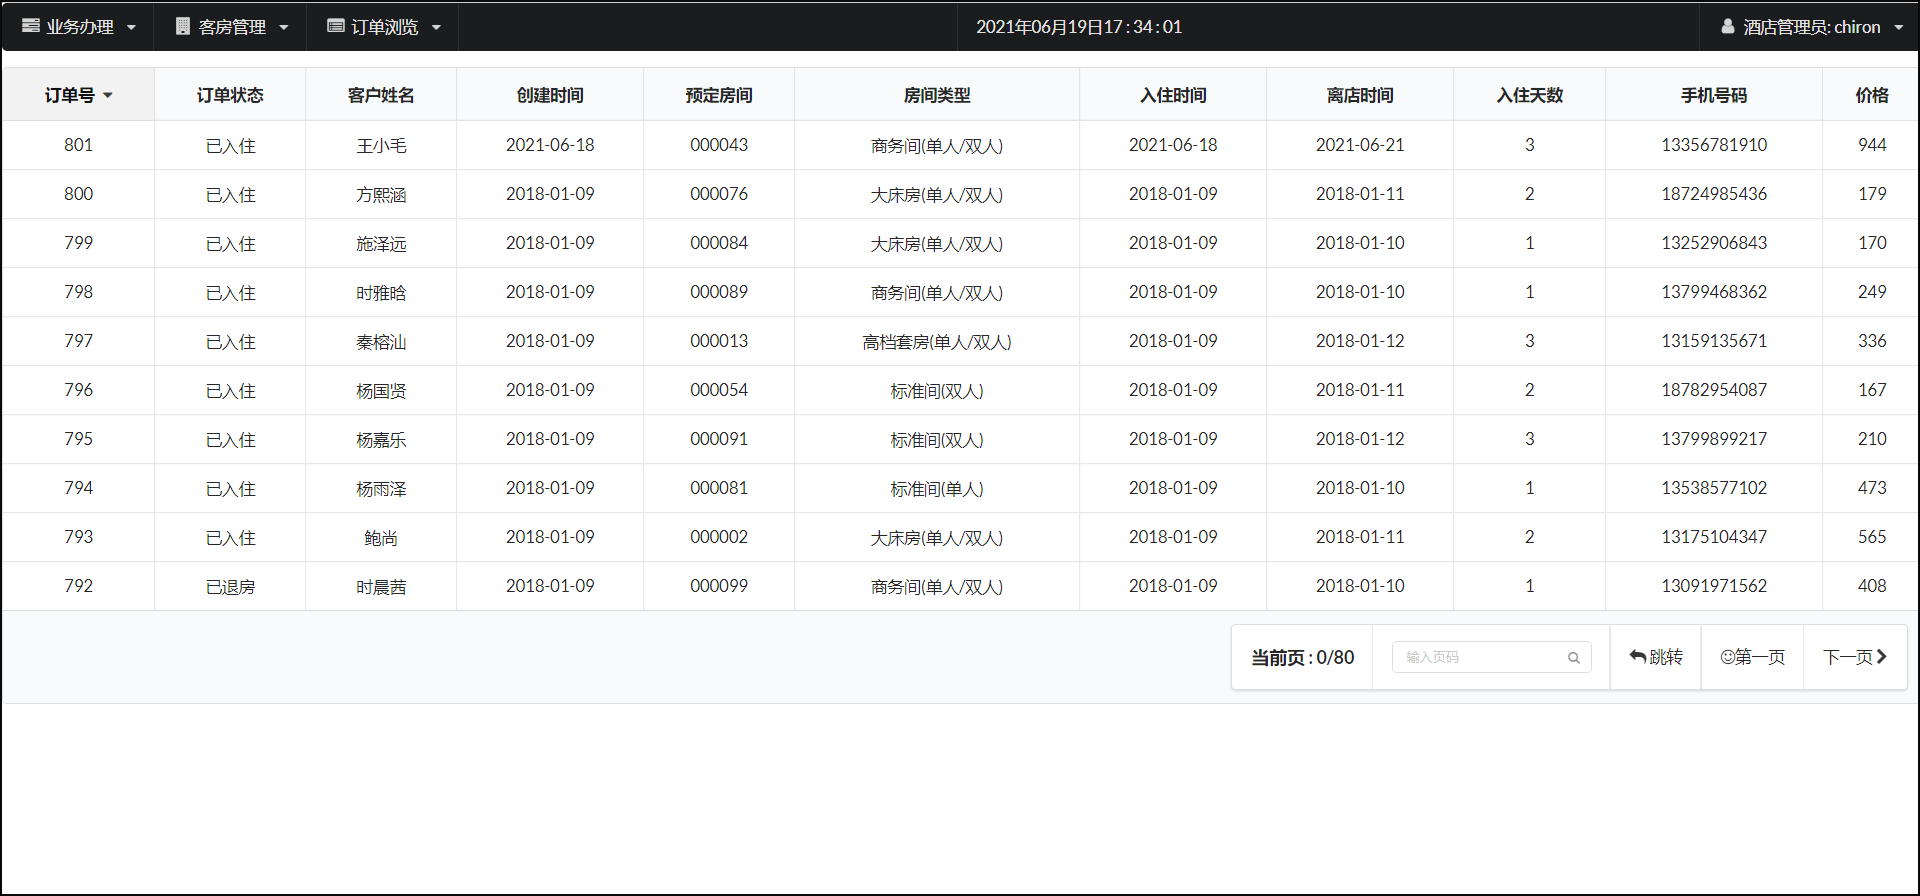 业务办理 客房管理 订单浏览 2021年06月19日17 : 34 : 01 酒店管理员: chiron
订单号 订单状态 客户姓名 创建时间 预定房间 房间类型 入住时间 离店时间 入住天数 手机号码 价格
801 已入住 王小毛 2021-06-18 000043 商务间(单人/双人) 2021-06-18 2021-06-21 3 13356781910 944
800 已入住 方熙涵 2018-01-09 000076 大床房(单人/双人) 2018-01-09 2018-01-11 2 18724985436 179
799 已入住 施泽远 2018-01-09 000084 大床房(单人/双人) 2018-01-09 2018-01-10 1 13252906843 170
798 已入住 时雅晗 2018-01-09 000089 商务间(单人/双人) 2018-01-09 2018-01-10 1 13799468362 249
797 已入住 秦榕汕 2018-01-09 000013 高档套房(单人/双人) 2018-01-09 2018-01-12 3 13159135671 336
796 已入住 杨国贤 2018-01-09 000054 标准间(双人) 2018-01-09 2018-01-11 2 18782954087 167
795 已入住 杨嘉乐 2018-01-09 000091 标准间(双人) 2018-01-09 2018-01-12 3 13799899217 210
794 已入住 杨雨泽 2018-01-09 000081 标准间(单人) 2018-01-09 2018-01-10 1 13538577102 473
793 已入住 鲍尚 2018-01-09 000002 大床房(单人/双人) 2018-01-09 2018-01-11 2 13175104347 565
792 已退房 时晨茜 2018-01-09 000099 商务间(单人/双人) 2018-01-09 2018-01-10 1 13091971562 408
当前页 : 0/80 输入页码 跳转 第一页 下一页